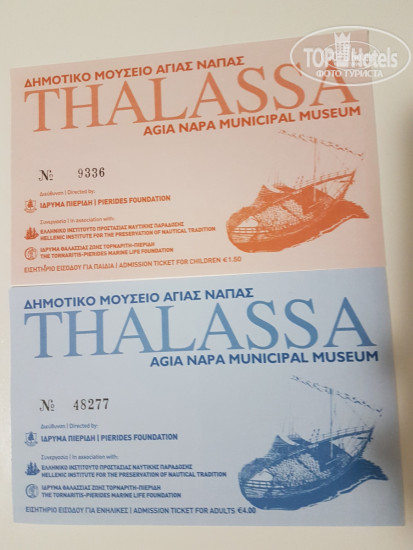 TOPHotels
ФОТО ТУРИСТА
ΔΗΜΟΤΙΚΟ ΜΟΥΣΕΙΟ ΑΓΙΑΣ ΝΑΠΑΣ
THALASSA
AGIA NAPA MUNICIPAL MUSEUM
№ 9336
Διεύθυνση | Directed by:
ΙΔΡΥΜΑ ΠΙΕΡΙΔΗ | PIERIDES FOUNDATION
Συνεργασία | In association with:
ΕΛΛΗΝΙΚΟ ΙΝΣΤΙΤΟΥΤΟ ΠΡΟΣΤΑΣΙΑΣ ΝΑΥΤΙΚΗΣ ΠΑΡΑΔΟΣΗΣ
HELLENIC INSTITUTE FOR THE PRESERVATION OF NAUTICAL TRADITION
ΙΔΡΥΜΑ ΘΑΛΑΣΣΙΑΣ ΖΩΗΣ ΤΟΡΝΑΡΙΤΗ-ΠΙΕΡΙΔΗ
THE TORNARITIS-PIERIDES MARINE LIFE FOUNDATION
ΕΙΣΗΤΗΡΙΟ ΕΙΣΟΔΟΥ ΓΙΑ ΠΑΙΔΙΑ | ADMISSION TICKET FOR CHILDREN €1.50
ΔΗΜΟΤΙΚΟ ΜΟΥΣΕΙΟ ΑΓΙΑΣ ΝΑΠΑΣ
THALASSA
AGIA NAPA MUNICIPAL MUSEUM
№ 48277
Διεύθυνση | Directed by:
ΙΔΡΥΜΑ ΠΙΕΡΙΔΗ | PIERIDES FOUNDATION
Συνεργασία | In association with:
ΕΛΛΗΝΙΚΟ ΙΝΣΤΙΤΟΥΤΟ ΠΡΟΣΤΑΣΙΑΣ ΝΑΥΤΙΚΗΣ ΠΑΡΑΔΟΣΗΣ
HELLENIC INSTITUTE FOR THE PRESERVATION OF NAUTICAL TRADITION
ΙΔΡΥΜΑ ΘΑΛΑΣΣΙΑΣ ΖΩΗΣ ΤΟΡΝΑΡΙΤΗ-ΠΙΕΡΙΔΗ
THE TORNARITIS-PIERIDES MARINE LIFE FOUNDATION
ΕΙΣΗΤΗΡΙΟ ΕΙΣΟΔΟΥ ΓΙΑ ΕΝΗΛΙΚΕΣ | ADMISSION TICKET FOR ADULTS €4.00